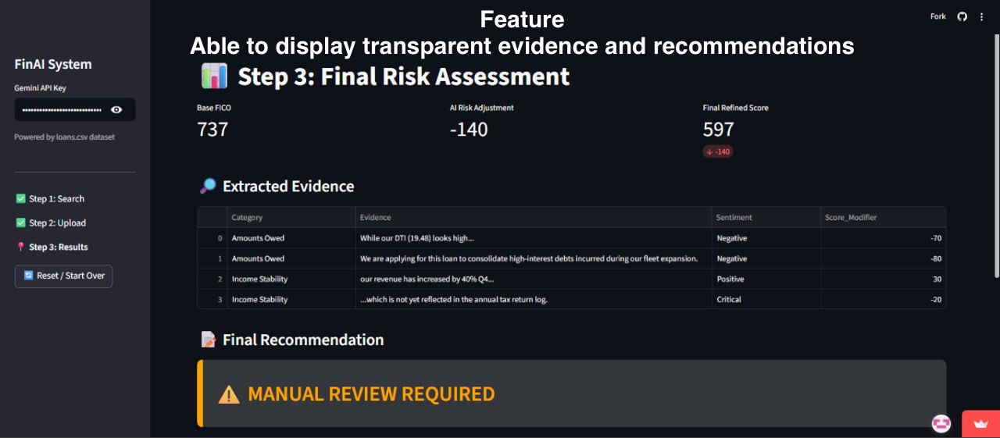 Feature
Able to display transparent evidence and recommendations
Fork
FinAI System
Gemini API Key
••••••••••••••••••••••••••••••
Powered by loans.csv dataset
Step 1: Search
Step 2: Upload
Step 3: Results
Reset / Start Over
Step 3: Final Risk Assessment
Base FICO AI Risk Adjustment Final Refined Score
737 -140 597
↓ -140
Extracted Evidence
Category Evidence Sentiment Score_Modifier
0 Amounts Owed While our DTI (19.48) looks high... Negative -70
1 Amounts Owed We are applying for this loan to consolidate high-interest debts incurred during our fleet expansion. Negative -80
2 Income Stability our revenue has increased by 40% Q4... Positive 30
3 Income Stability ...which is not yet reflected in the annual tax return log. Critical -20
Final Recommendation
MANUAL REVIEW REQUIRED